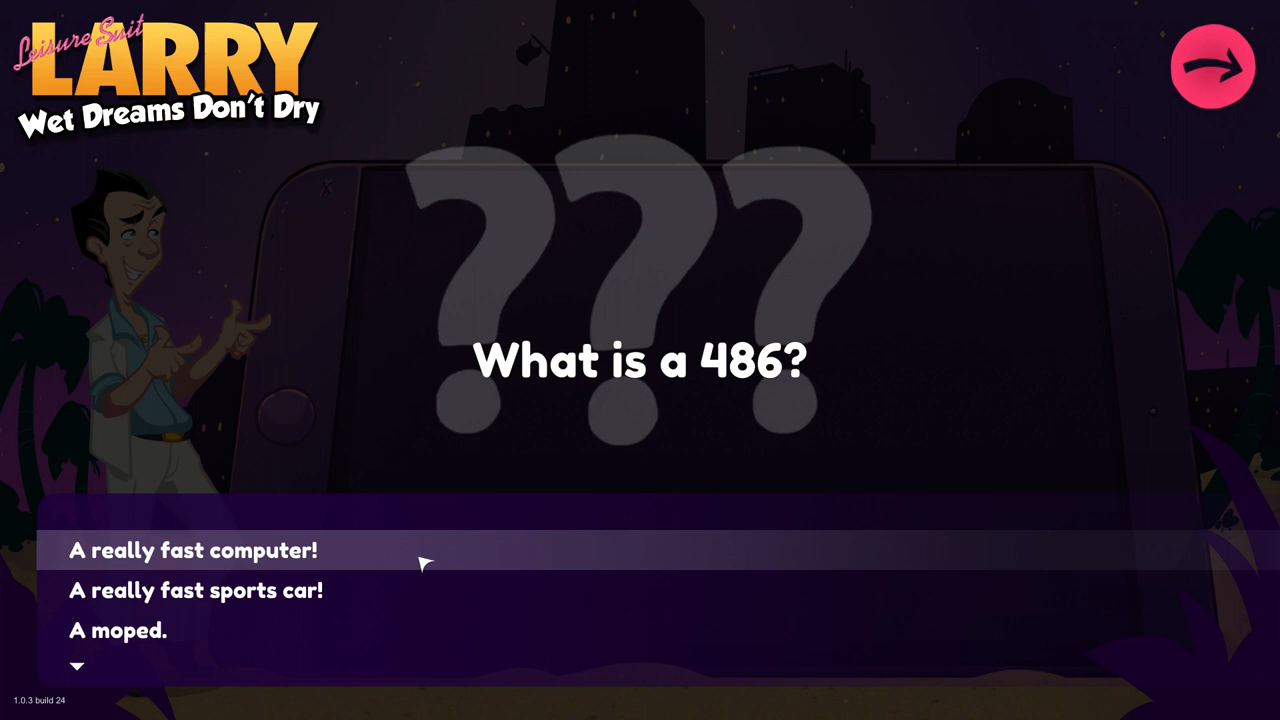 Leisure Suit
LARRY
Wet Dreams Don't Dry
???
What is a 486?
A really fast computer!
A really fast sports car!
A moped.
1.0.3 build 24